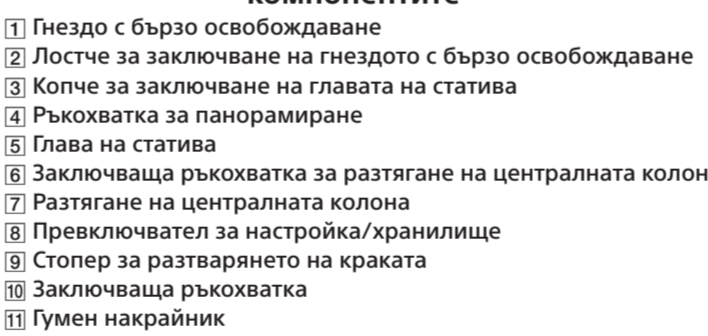 1 Гнездо с бързо освобождаване
2 Лостче за заключване на гнездото с бързо освобождаване
3 Копче за заключване на главата на статива
4 Ръкохватка за панорамиране
5 Глава на статива
6 Заключваща ръкохватка за разтягане на централната колон
7 Разтягане на централната колона
8 Превключвател за настройка/хранилище
9 Стопер за разтварянето на краката
10 Заключваща ръкохватка
11 Гумен накрайник